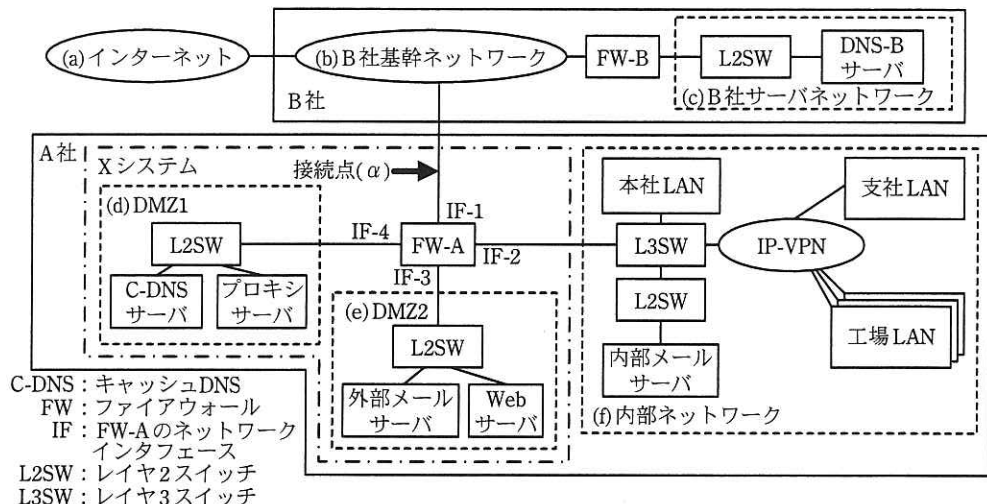 (a)インターネット
(b)B社基幹ネットワーク
FW-B
L2SW
DNS-B
サーバ
B社
(c)B社サーバネットワーク
A社
Xシステム
接続点(α)
(d)DMZ1
L2SW
C-DNS
サーバ
プロキシ
サーバ
IF-1
IF-4
FW-A
IF-2
IF-3
(e)DMZ2
L2SW
外部メール
サーバ
Web
サーバ
本社LAN
支社LAN
L3SW
IP-VPN
L2SW
内部メール
サーバ
工場LAN
(f)内部ネットワーク
C-DNS：キャッシュDNS
FW：ファイアウォール
IF：FW-Aのネットワーク
インタフェース
L2SW：レイヤ2スイッチ
L3SW：レイヤ3スイッチ